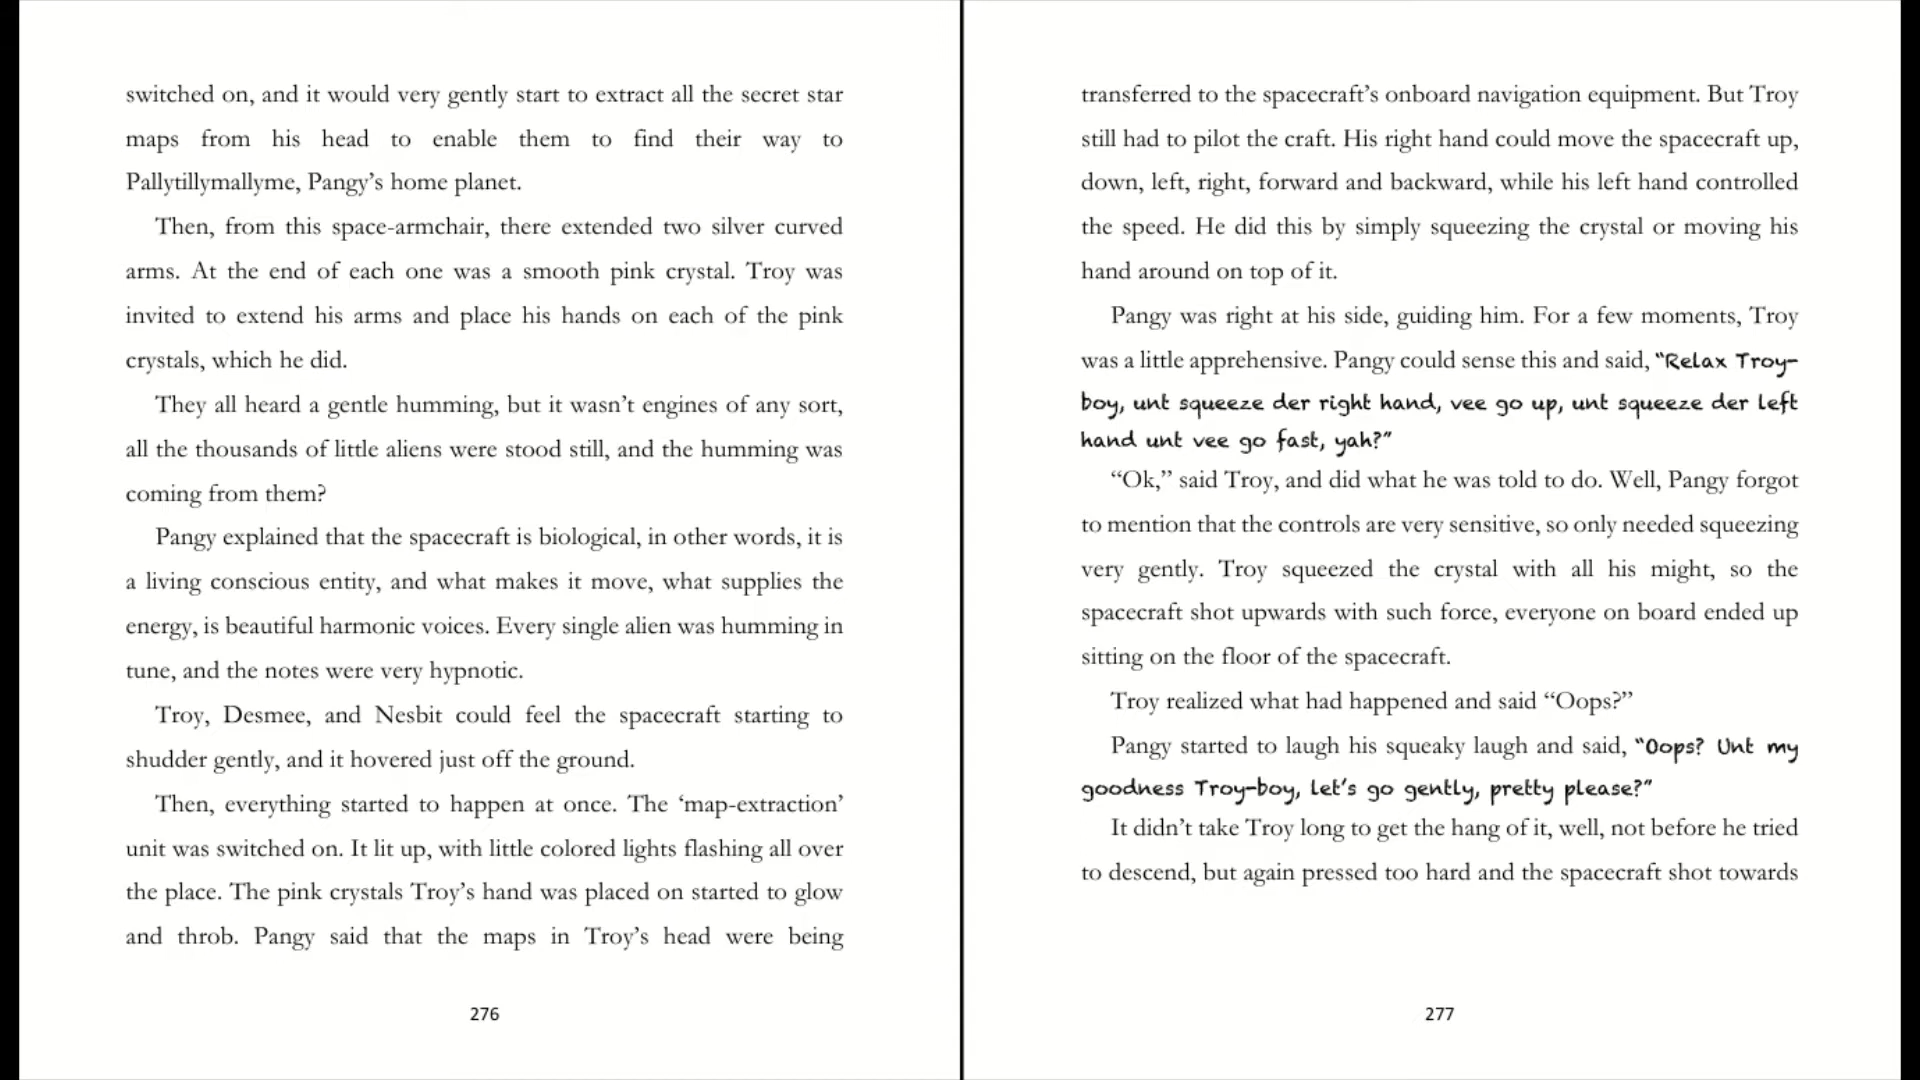 switched on, and it would very gently start to extract all the secret star
maps from his head to enable them to find their way to
Pallytillymallyme, Pangy’s home planet.
Then, from this space-armchair, there extended two silver curved
arms. At the end of each one was a smooth pink crystal. Troy was
invited to extend his arms and place his hands on each of the pink
crystals, which he did.
They all heard a gentle humming, but it wasn’t engines of any sort,
all the thousands of little aliens were stood still, and the humming was
coming from them?
Pangy explained that the spacecraft is biological, in other words, it is
a living conscious entity, and what makes it move, what supplies the
energy, is beautiful harmonic voices. Every single alien was humming in
tune, and the notes were very hypnotic.
Troy, Desmee, and Nesbit could feel the spacecraft starting to
shudder gently, and it hovered just off the ground.
Then, everything started to happen at once. The ‘map-extraction’
unit was switched on. It lit up, with little colored lights flashing all over
the place. The pink crystals Troy’s hand was placed on started to glow
and throb. Pangy said that the maps in Troy’s head were being
276
transferred to the spacecraft’s onboard navigation equipment. But Troy
still had to pilot the craft. His right hand could move the spacecraft up,
down, left, right, forward and backward, while his left hand controlled
the speed. He did this by simply squeezing the crystal or moving his
hand around on top of it.
Pangy was right at his side, guiding him. For a few moments, Troy
was a little apprehensive. Pangy could sense this and said, “Relax Troy-
boy, unt squeeze der right hand, vee go up, unt squeeze der left
hand unt vee go fast, yah?”
“Ok,” said Troy, and did what he was told to do. Well, Pangy forgot
to mention that the controls are very sensitive, so only needed squeezing
very gently. Troy squeezed the crystal with all his might, so the
spacecraft shot upwards with such force, everyone on board ended up
sitting on the floor of the spacecraft.
Troy realized what had happened and said “Oops?”
Pangy started to laugh his squeaky laugh and said, “Oops? Unt my
goodness Troy-boy, let’s go gently, pretty please?”
It didn’t take Troy long to get the hang of it, well, not before he tried
to descend, but again pressed too hard and the spacecraft shot towards
277